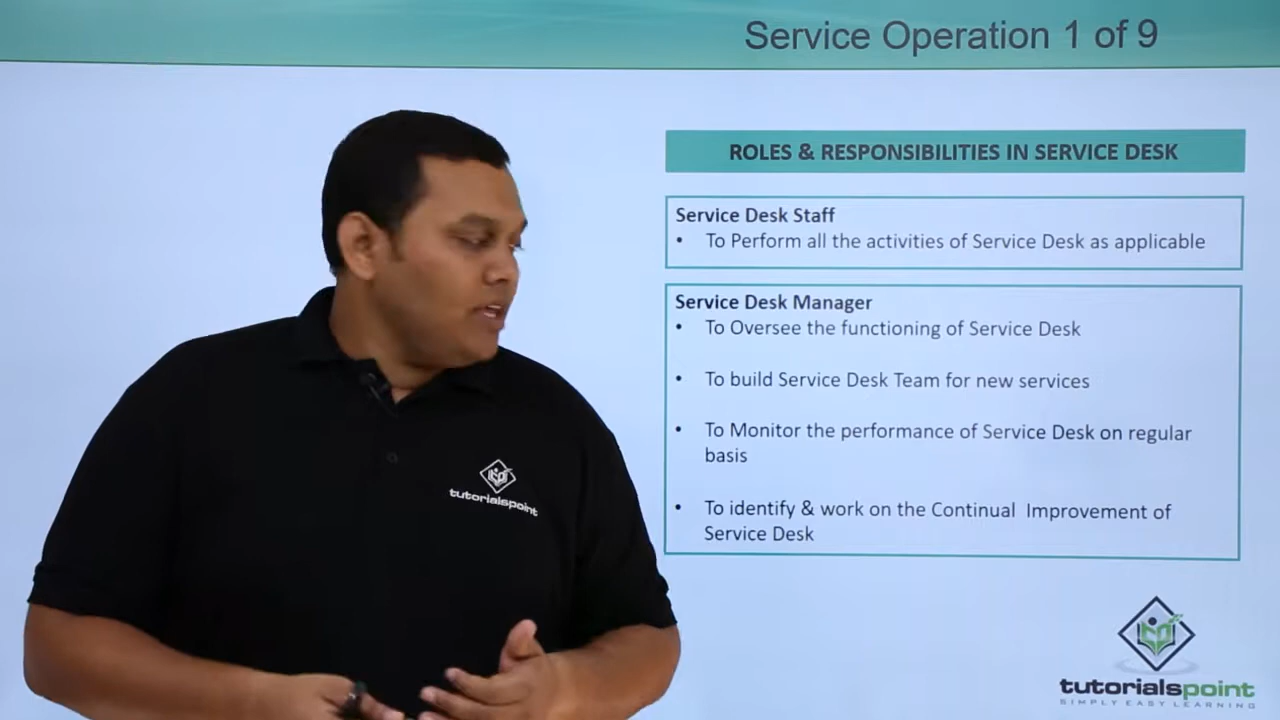 Service Operation 1 of 9
ROLES & RESPONSIBILITIES IN SERVICE DESK
Service Desk Staff
• To Perform all the activities of Service Desk as applicable
Service Desk Manager
• To Oversee the functioning of Service Desk
• To build Service Desk Team for new services
• To Monitor the performance of Service Desk on regular
basis
• To identify & work on the Continual Improvement of
Service Desk
tutorialspoint
tutorialspoint
SIMPLY EASY LEARNING